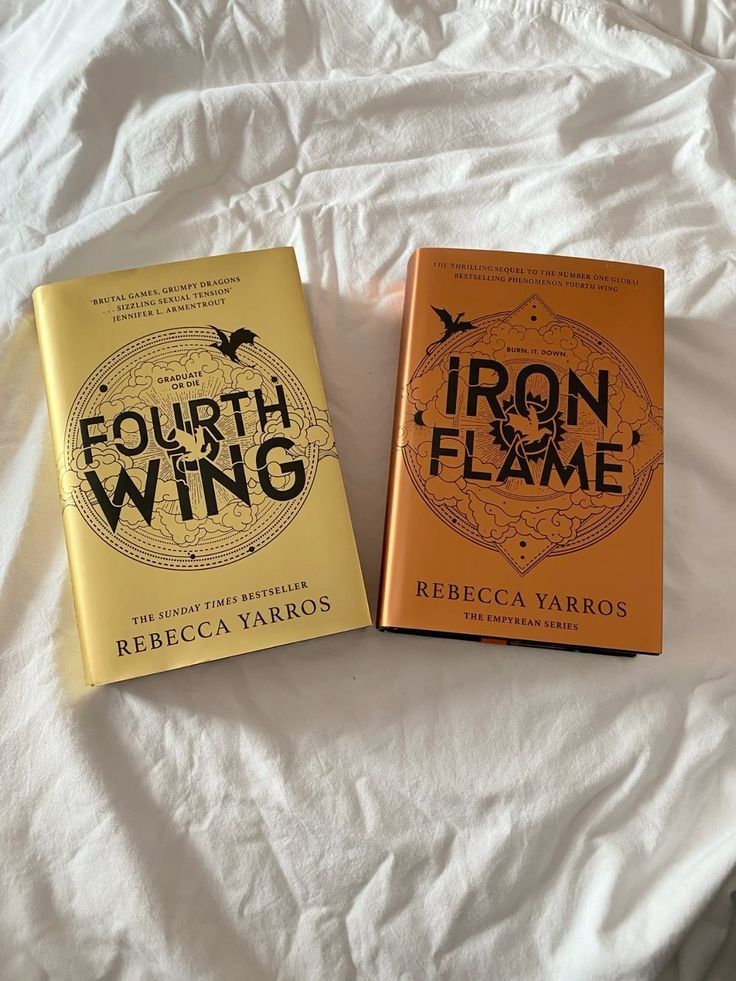 'BRUTAL GAMES, GRUMPY DRAGONS
. . . SIZZLING SEXUAL TENSION'
JENNIFER L. ARMENTROUT
GRADUATE
OR DIE
FOURTH
WING
THE SUNDAY TIMES BESTSELLER
REBECCA YARROS
THE THRILLING SEQUEL TO THE NUMBER ONE GLOBAL
BESTSELLING PHENOMENON FOURTH WING
BURN. IT. DOWN.
IRON
FLAME
REBECCA YARROS
THE EMPYREAN SERIES